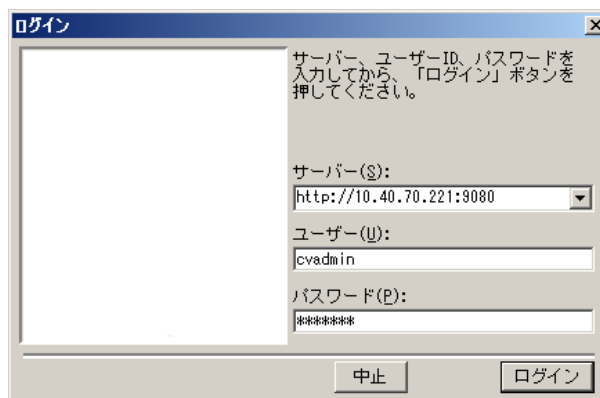 ログイン
サーバー、ユーザーID、パスワードを
入力してから、「ログイン」ボタンを
押してください。
サーバー(S):
http://10.40.70.221:9080
ユーザー(U):
cvadmin
パスワード(P):
*******
中止
ログイン